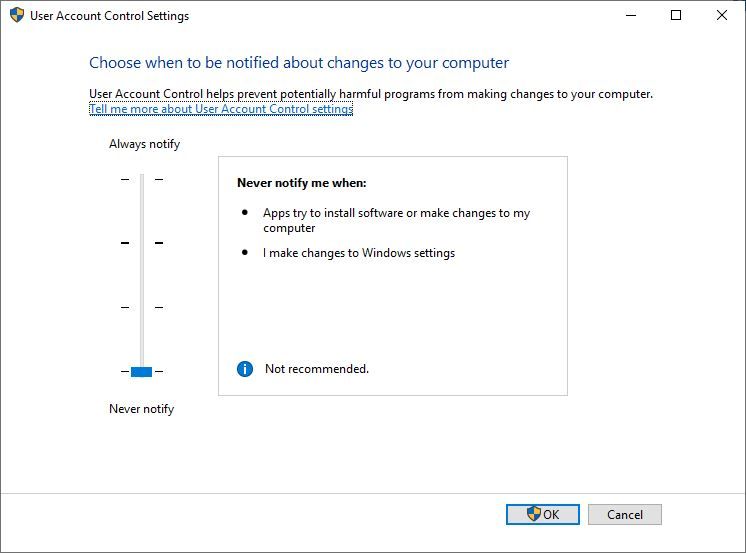 User Account Control Settings
Choose when to be notified about changes to your computer
User Account Control helps prevent potentially harmful programs from making changes to your computer.
Tell me more about User Account Control settings
Always notify
Never notify me when:
Apps try to install software or make changes to my
computer
I make changes to Windows settings
Not recommended.
Never notify
OK
Cancel